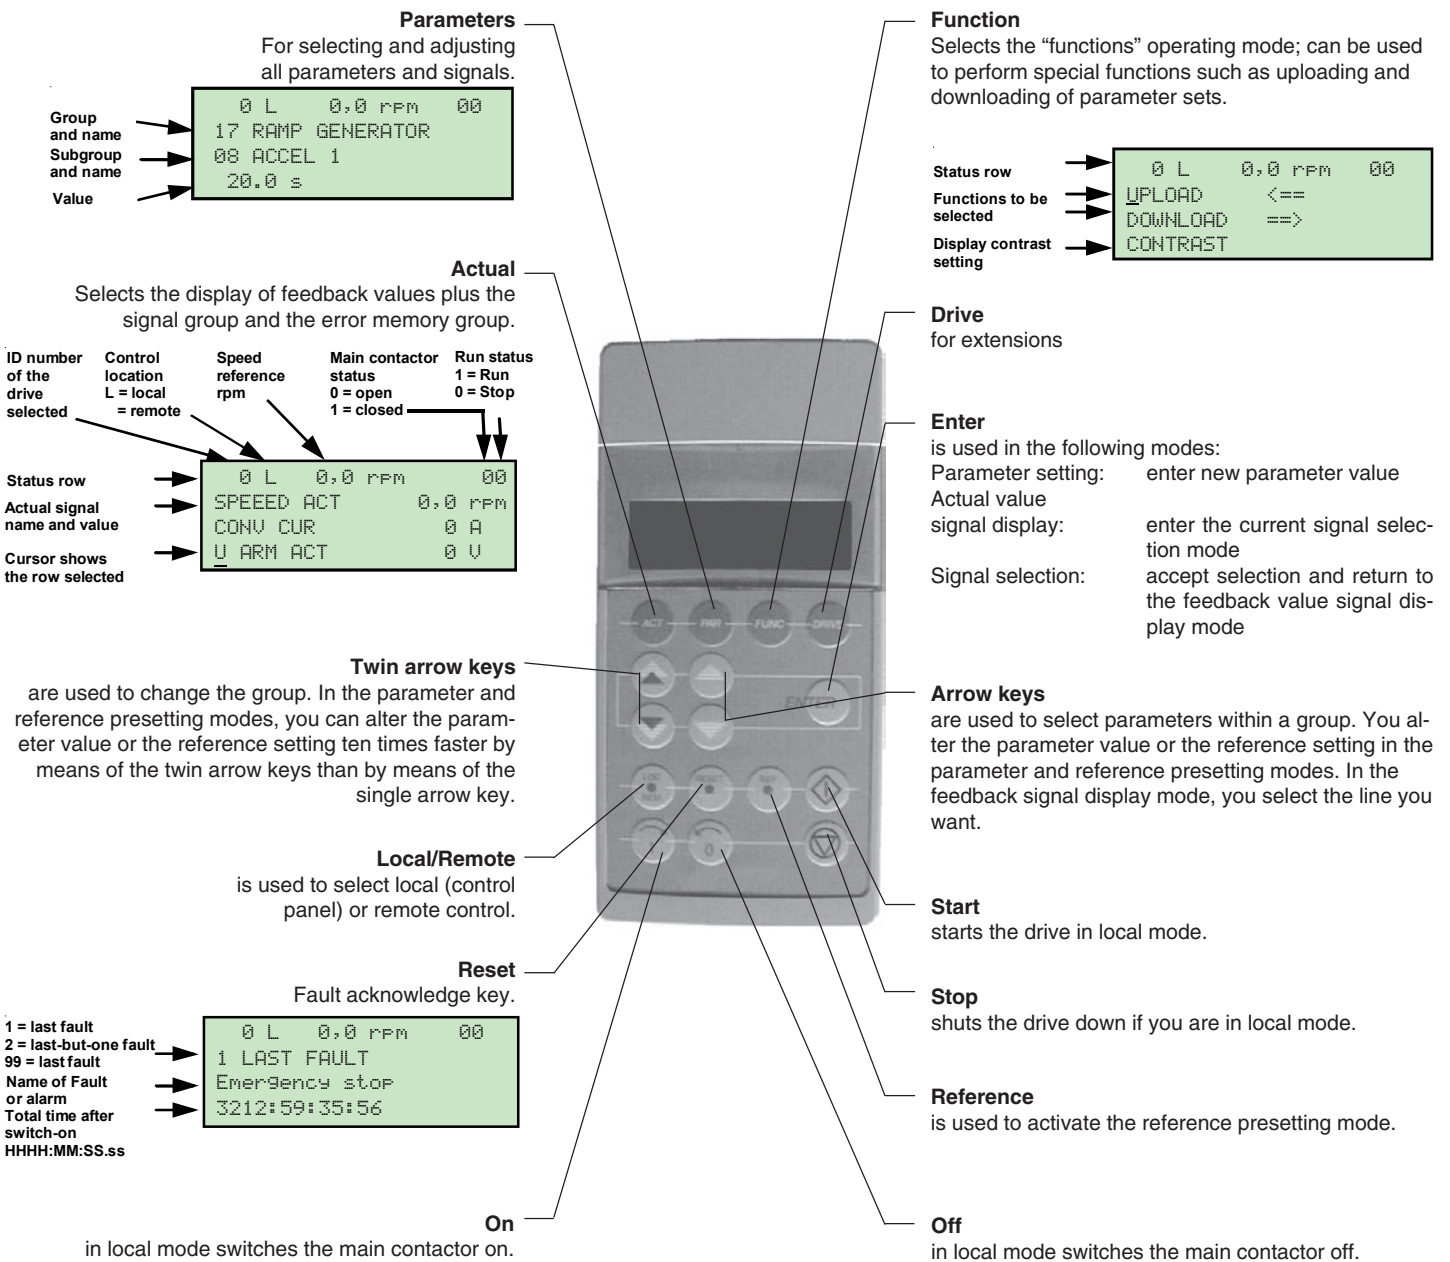 Parameters
For selecting and adjusting
all parameters and signals.
Group
and name
Subgroup
and name
Value
0 L 0,0 rpm 00
17 RAMP GENERATOR
08 ACCEL 1
20.0 s
Actual
Selects the display of feedback values plus the
signal group and the error memory group.
ID number
of the
drive
selected
Control
location
L = local
= remote
Speed
reference
rpm
Main contactor
status
0 = open
1 = closed
Run status
1 = Run
0 = Stop
Status row
Actual signal
name and value
Cursor shows
the row selected
0 L 0,0 rpm 00
SPEEED ACT 0,0 rpm
CONV CUR 0 A
U ARM ACT 0 V
Twin arrow keys
are used to change the group. In the parameter and
reference presetting modes, you can alter the param-
eter value or the reference setting ten times faster by
means of the twin arrow keys than by means of the
single arrow key.
Local/Remote
is used to select local (control
panel) or remote control.
Reset
Fault acknowledge key.
1 = last fault
2 = last-but-one fault
99 = last fault
Name of Fault
or alarm
Total time after
switch-on
HHHH:MM:SS.ss
0 L 0,0 rpm 00
1 LAST FAULT
Emergency stop
3212:59:35:56
On
in local mode switches the main contactor on.
ACT PAR FUNC DRIVE
ENTER
LOC
REM
RESET
REF
0
Function
Selects the “functions” operating mode; can be used
to perform special functions such as uploading and
downloading of parameter sets.
Status row
Functions to be
selected
Display contrast
setting
0 L 0,0 rpm 00
UPLOAD <==
DOWNLOAD ==>
CONTRAST
Drive
for extensions
Enter
is used in the following modes:
Parameter setting: enter new parameter value
Actual value
signal display: enter the current signal selec-
tion mode
Signal selection: accept selection and return to
the feedback value signal dis-
play mode
Arrow keys
are used to select parameters within a group. You al-
ter the parameter value or the reference setting in the
parameter and reference presetting modes. In the
feedback signal display mode, you select the line you
want.
Start
starts the drive in local mode.
Stop
shuts the drive down if you are in local mode.
Reference
is used to activate the reference presetting mode.
Off
in local mode switches the main contactor off.